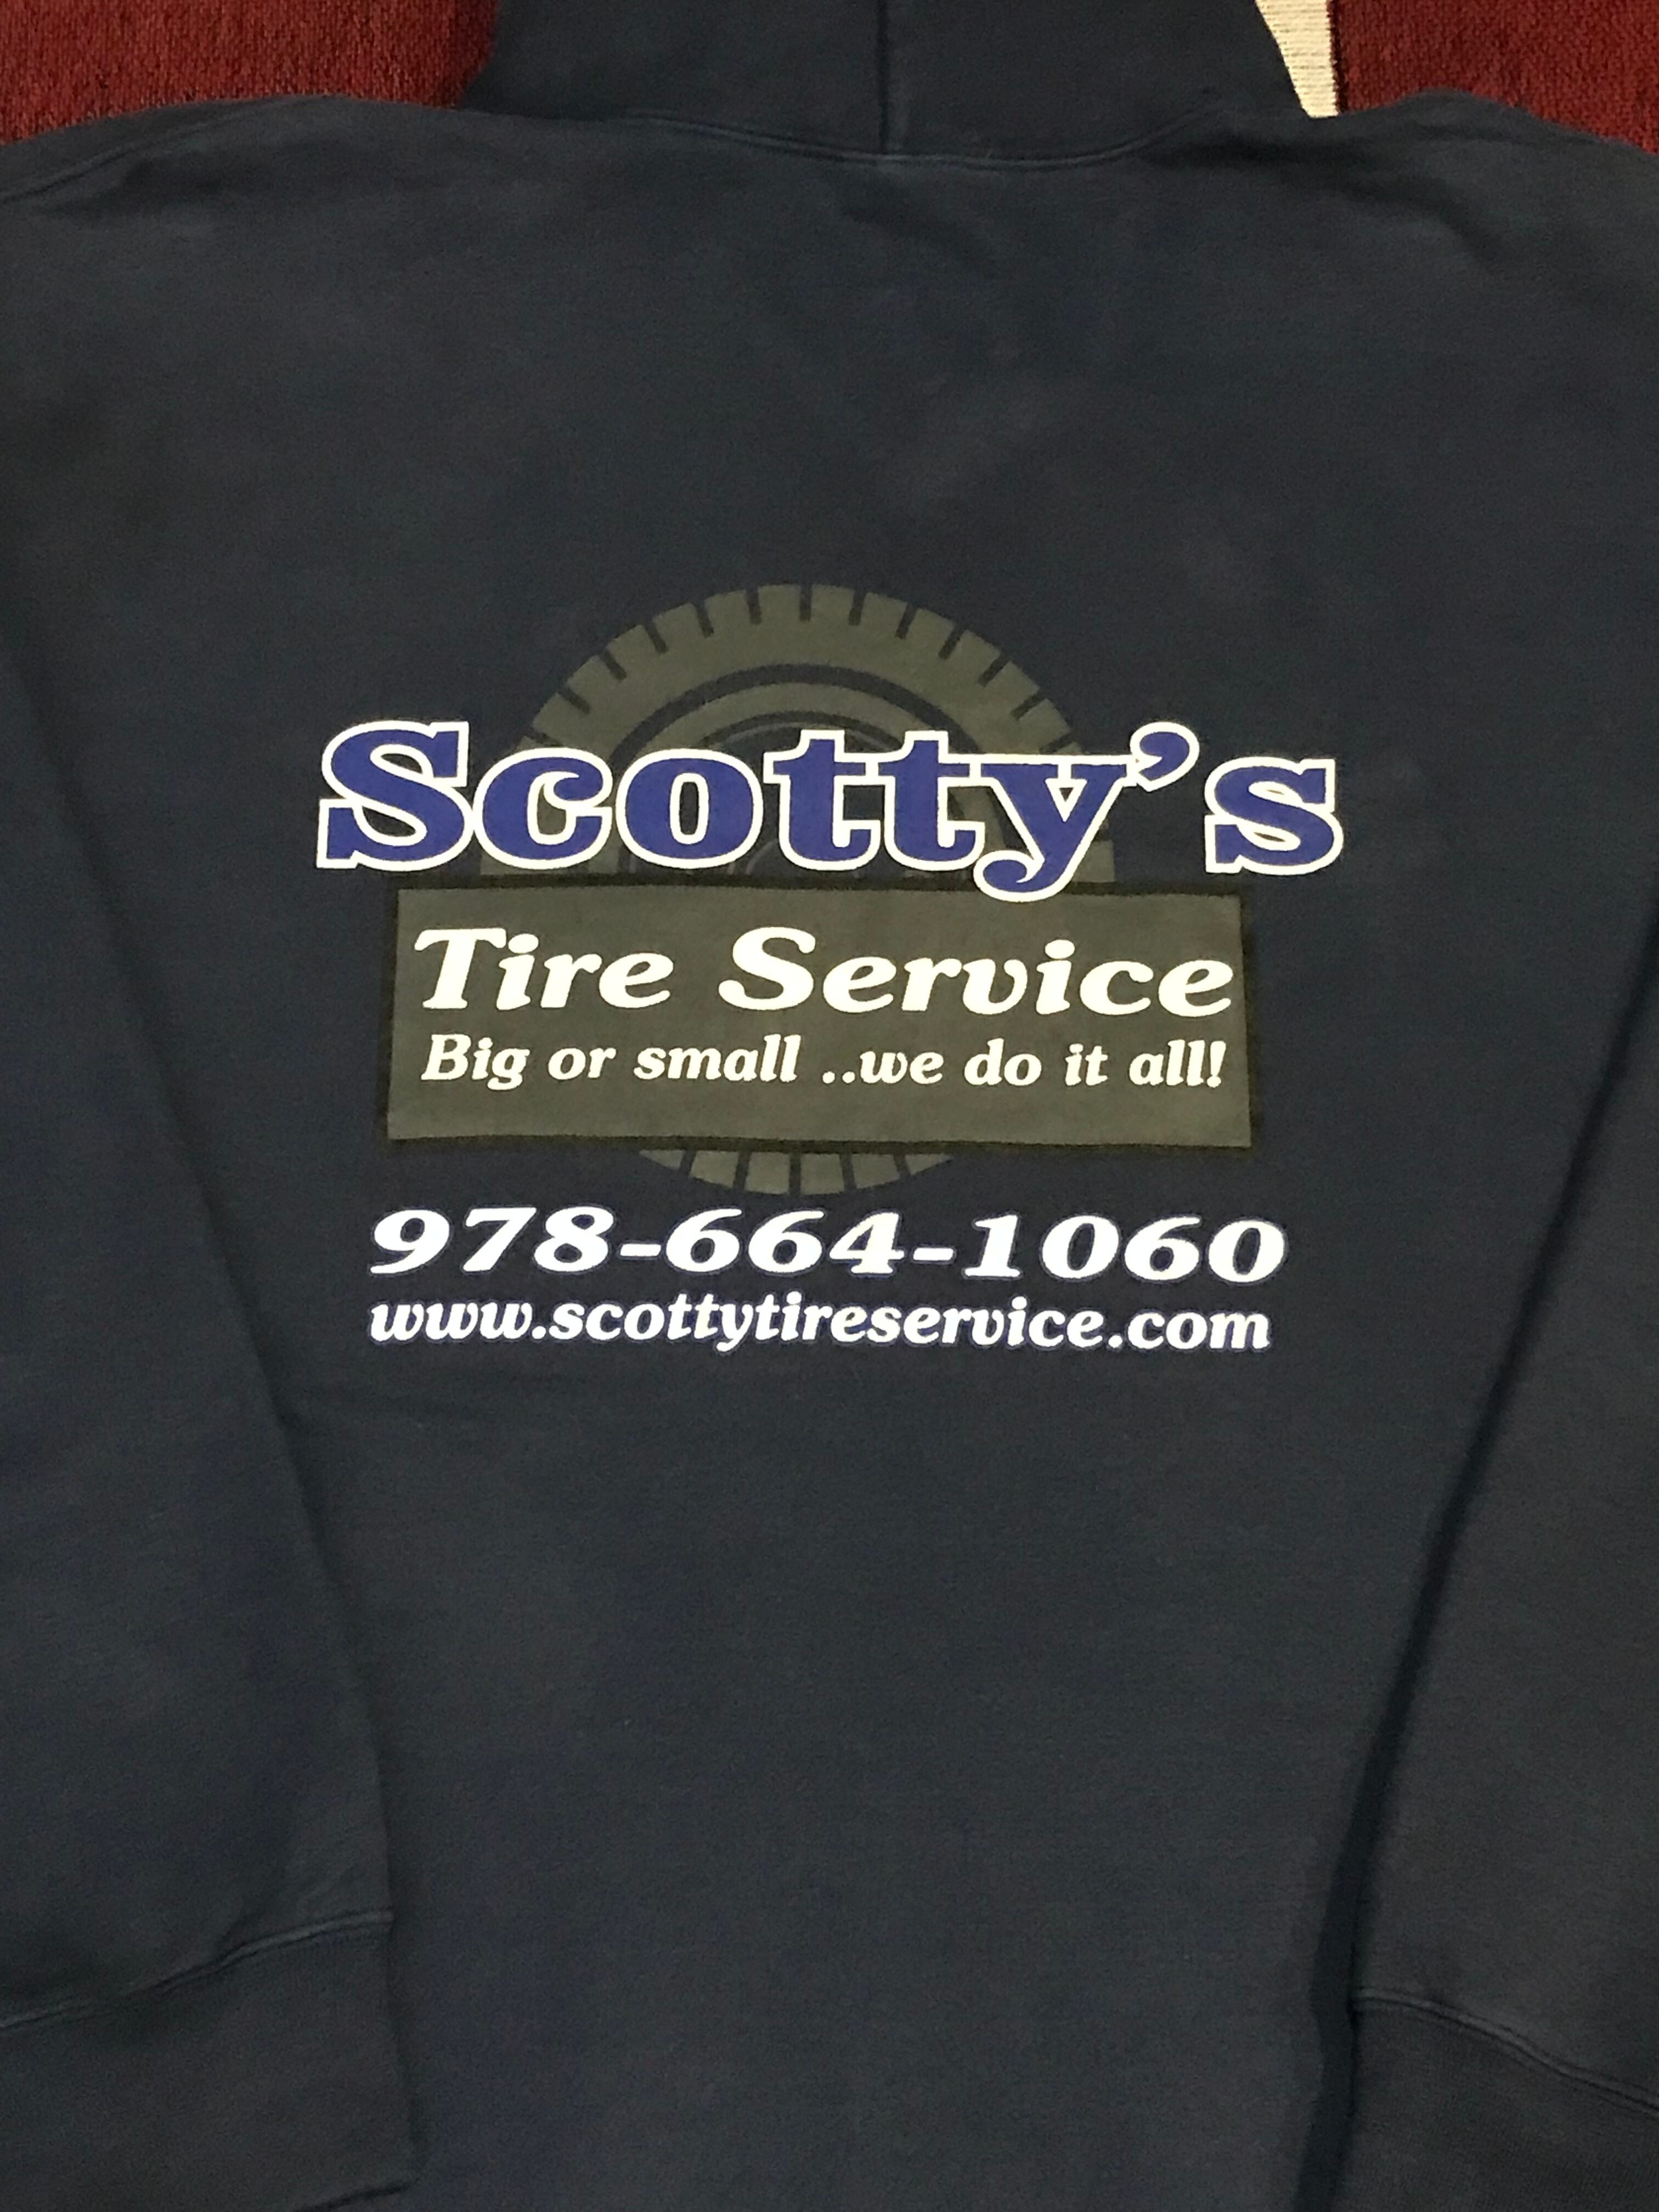 Scotty's
Tire Service
Big or small ..we do it all!
978-664-1060
www.scottytireservice.com